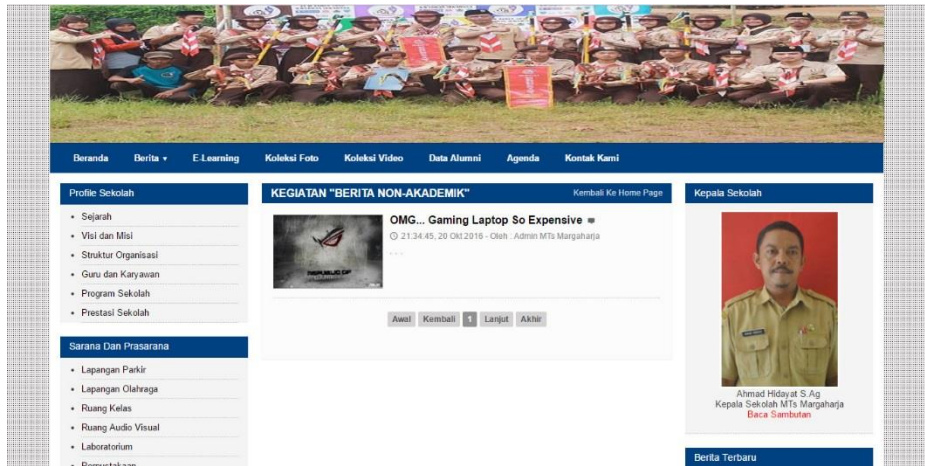 Beranda
Berita ▾
E-Learning
Koleksi Foto
Koleksi Video
Data Alumni
Agenda
Kontak Kami
Profile Sekolah
• Sejarah
• Visi dan Misi
• Struktur Organisasi
• Guru dan Karyawan
• Program Sekolah
• Prestasi Sekolah
Sarana Dan Prasarana
• Lapangan Parkir
• Lapangan Olahraga
• Ruang Kelas
• Ruang Audio Visual
• Laboratorium
• Perpustakaan
KEGIATAN "BERITA NON-AKADEMIK"
Kembali Ke Home Page
REPUBLIC OF
OMG... Gaming Laptop So Expensive
21:34:45, 20 Okt 2016 - Oleh : Admin MTs Margaharja
. . .
Awal Kembali 1 Lanjut Akhir
Kepala Sekolah
Ahmad Hidayat S.Ag
Kepala Sekolah MTs Margaharja
Baca Sambutan
Berita Terbaru